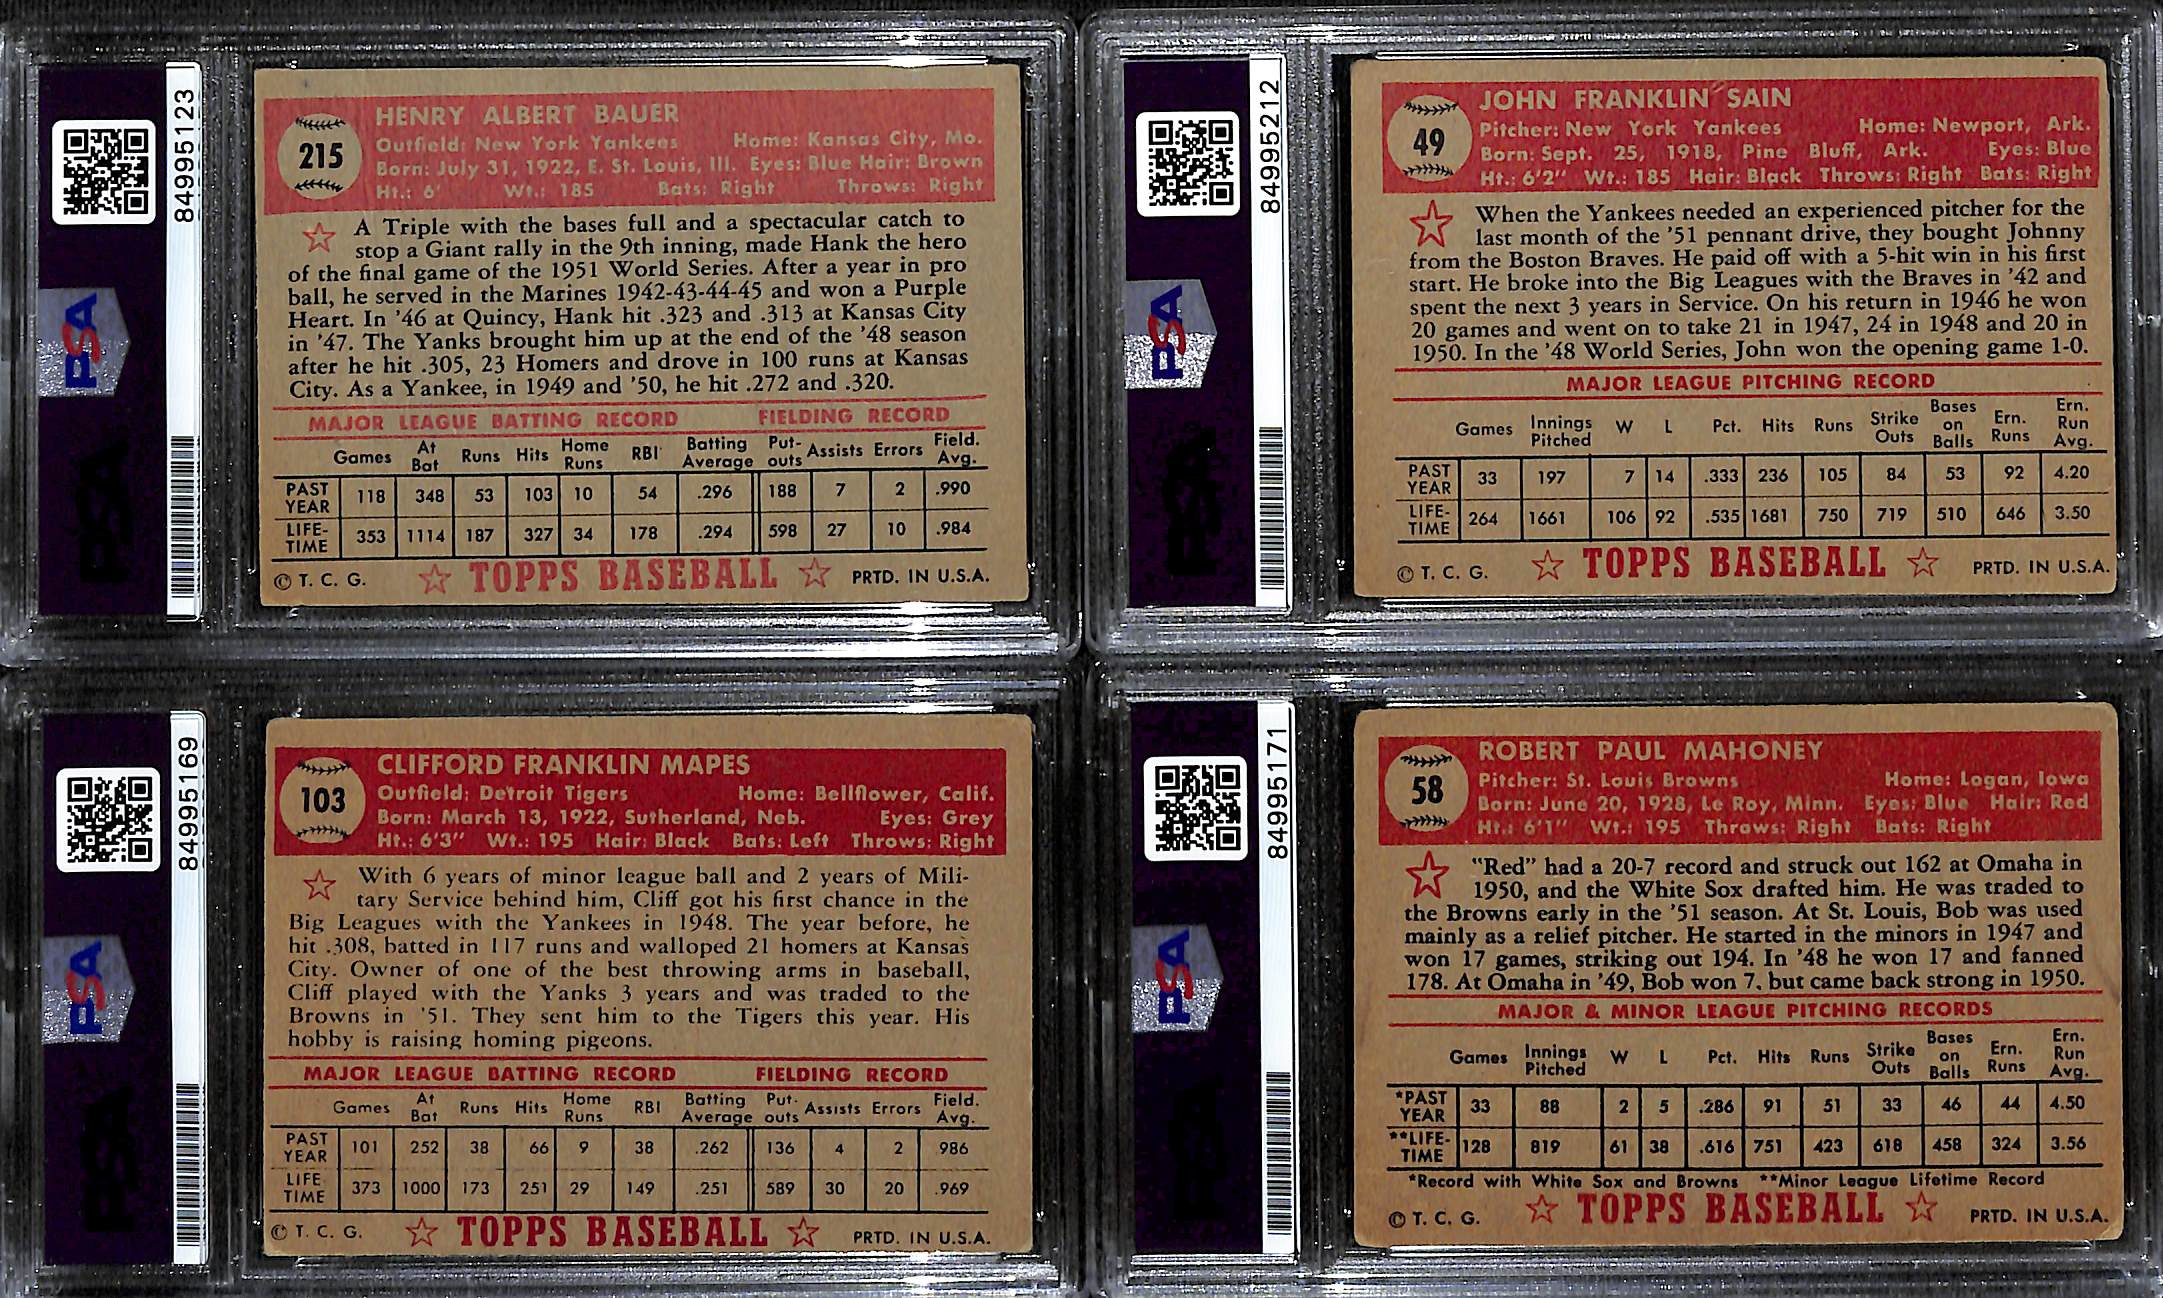 84995123
PSA
215
HENRY ALBERT BAUER
Outfield: New York Yankees Home: Kansas City, Mo.
Born: July 31, 1922, E. St. Louis, Ill. Eyes: Blue Hair: Brown
Ht.: 6' Wt.: 185 Bats: Right Throws: Right
A Triple with the bases full and a spectacular catch to
stop a Giant rally in the 9th inning, made Hank the hero
of the final game of the 1951 World Series. After a year in pro
ball, he served in the Marines 1942-43-44-45 and won a Purple
Heart. In '46 at Quincy, Hank hit .323 and .313 at Kansas City
in '47. The Yanks brought him up at the end of the '48 season
after he hit .305, 23 Homers and drove in 100 runs at Kansas
City. As a Yankee, in 1949 and '50, he hit .272 and .320.
MAJOR LEAGUE BATTING RECORD FIELDING RECORD
Games At Bat Runs Hits Home Runs RBI Batting Average Put-outs Assists Errors Field. Avg.
PAST YEAR 118 348 53 103 10 54 .296 188 7 2 .990
LIFE-TIME 353 1114 187 327 34 178 .294 598 27 10 .984
© T. C. G. ☆ TOPPS BASEBALL ☆ PRTD. IN U.S.A.
84995212
PSA
49
JOHN FRANKLIN SAIN
Pitcher: New York Yankees Home: Newport, Ark.
Born: Sept. 25, 1918, Pine Bluff, Ark. Eyes: Blue
Ht.: 6'2" Wt.: 185 Hair: Black Throws: Right Bats: Right
When the Yankees needed an experienced pitcher for the
last month of the '51 pennant drive, they bought Johnny
from the Boston Braves. He paid off with a 5-hit win in his first
start. He broke into the Big Leagues with the Braves in '42 and
spent the next 3 years in Service. On his return in 1946 he won
20 games and went on to take 21 in 1947, 24 in 1948 and 20 in
1950. In the '48 World Series, John won the opening game 1-0.
MAJOR LEAGUE PITCHING RECORD
Games Innings Pitched W L Pct. Hits Runs Strike Outs Bases on Balls Ern. Runs Ern. Run Avg.
PAST YEAR 33 197 7 14 .333 236 105 84 53 92 4.20
LIFE-TIME 264 1661 106 92 .535 1681 750 719 510 646 3.50
© T. C. G. ☆ TOPPS BASEBALL ☆ PRTD. IN U.S.A.
84995169
PSA
103
CLIFFORD FRANKLIN MAPES
Outfield: Detroit Tigers Home: Bellflower, Calif.
Born: March 13, 1922, Sutherland, Neb. Eyes: Grey
Ht.: 6'3" Wt.: 195 Hair: Black Bats: Left Throws: Right
With 6 years of minor league ball and 2 years of Mili-
tary Service behind him, Cliff got his first chance in the
Big Leagues with the Yankees in 1948. The year before, he
hit .308, batted in 117 runs and walloped 21 homers at Kansas
City. Owner of one of the best throwing arms in baseball,
Cliff played with the Yanks 3 years and was traded to the
Browns in '51. They sent him to the Tigers this year. His
hobby is raising homing pigeons.
MAJOR LEAGUE BATTING RECORD FIELDING RECORD
Games At Bat Runs Hits Home Runs RBI Batting Average Put-outs Assists Errors Field. Avg.
PAST YEAR 101 252 38 66 9 38 .262 136 4 2 986
LIFE TIME 373 1000 173 251 29 149 .251 589 30 20 .969
© T. C. G. ☆ TOPPS BASEBALL ☆ PRTD. IN U.S.A.
84995171
PSA
58
ROBERT PAUL MAHONEY
Pitcher: St. Louis Browns Home: Logan, Iowa
Born: June 20, 1928, Le Roy, Minn. Eyes: Blue Hair: Red
Ht.: 6'1" Wt.: 195 Throws: Right Bats: Right
"Red" had a 20-7 record and struck out 162 at Omaha in
1950, and the White Sox drafted him. He was traded to
the Browns early in the '51 season. At St. Louis, Bob was used
mainly as a relief pitcher. He started in the minors in 1947 and
won 17 games, striking out 194. In '48 he won 17 and fanned
178. At Omaha in '49, Bob won 7, but came back strong in 1950.
MAJOR & MINOR LEAGUE PITCHING RECORDS
Games Innings Pitched W L Pct. Hits Runs Strike Outs Bases on Balls Ern. Runs Ern. Run Avg.
*PAST YEAR 33 88 2 5 .286 91 51 33 46 44 4.50
**LIFE-TIME 128 819 61 38 .616 751 423 618 458 324 3.56
*Record with White Sox and Browns **Minor League Lifetime Record
© T. C. G. ☆ TOPPS BASEBALL ☆ PRTD. IN U.S.A.